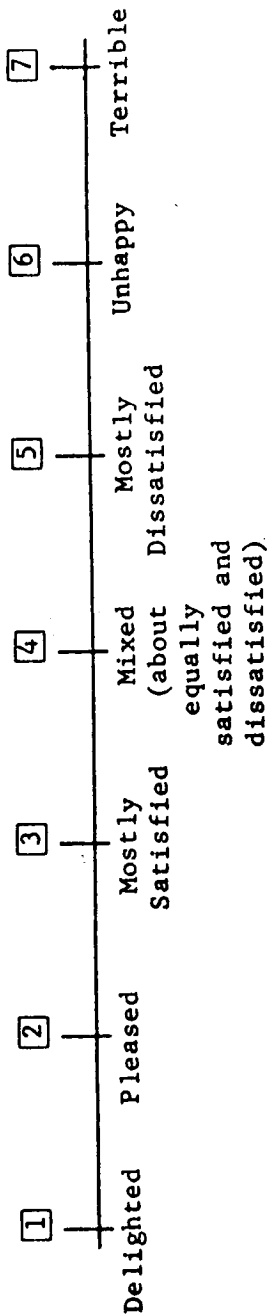 1 2 3 4 5 6 7
Delighted Pleased Mostly Mixed Mostly Unhappy Terrible
Satisfied (about Dissatisfied
equally
satisfied and
dissatisfied)